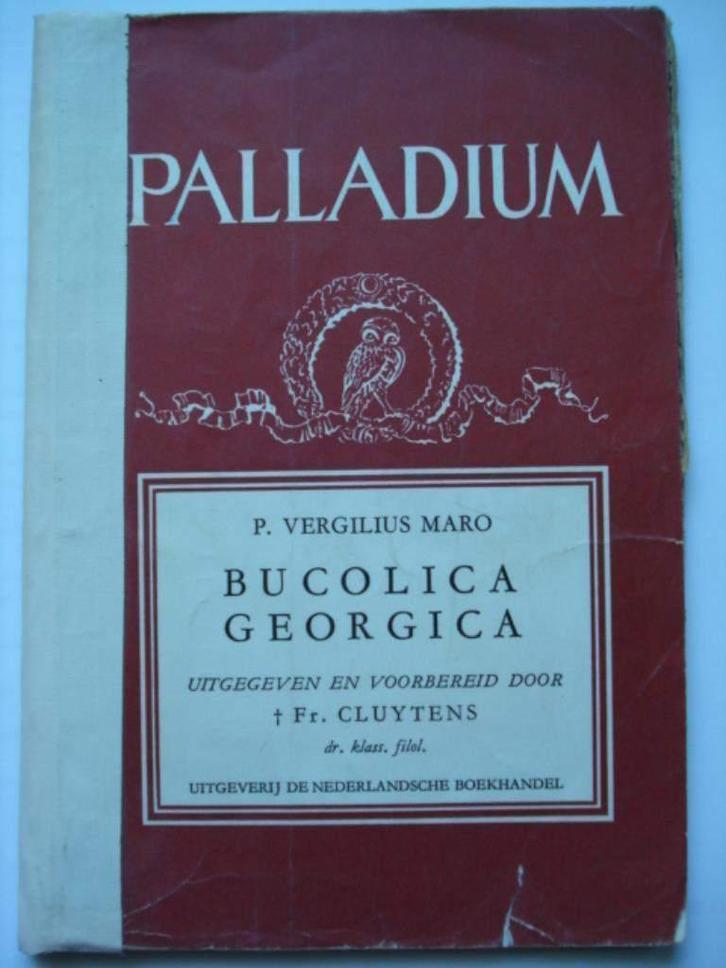 PALLADIUM
P. VERGILIUS MARO
BUCOLICA
GEORGICA
UITGEGEVEN EN VOORBEREID DOOR
† Fr. CLUYTENS
dr. klass. filol.
UITGEVERIJ DE NEDERLANDSCHE BOEKHANDEL